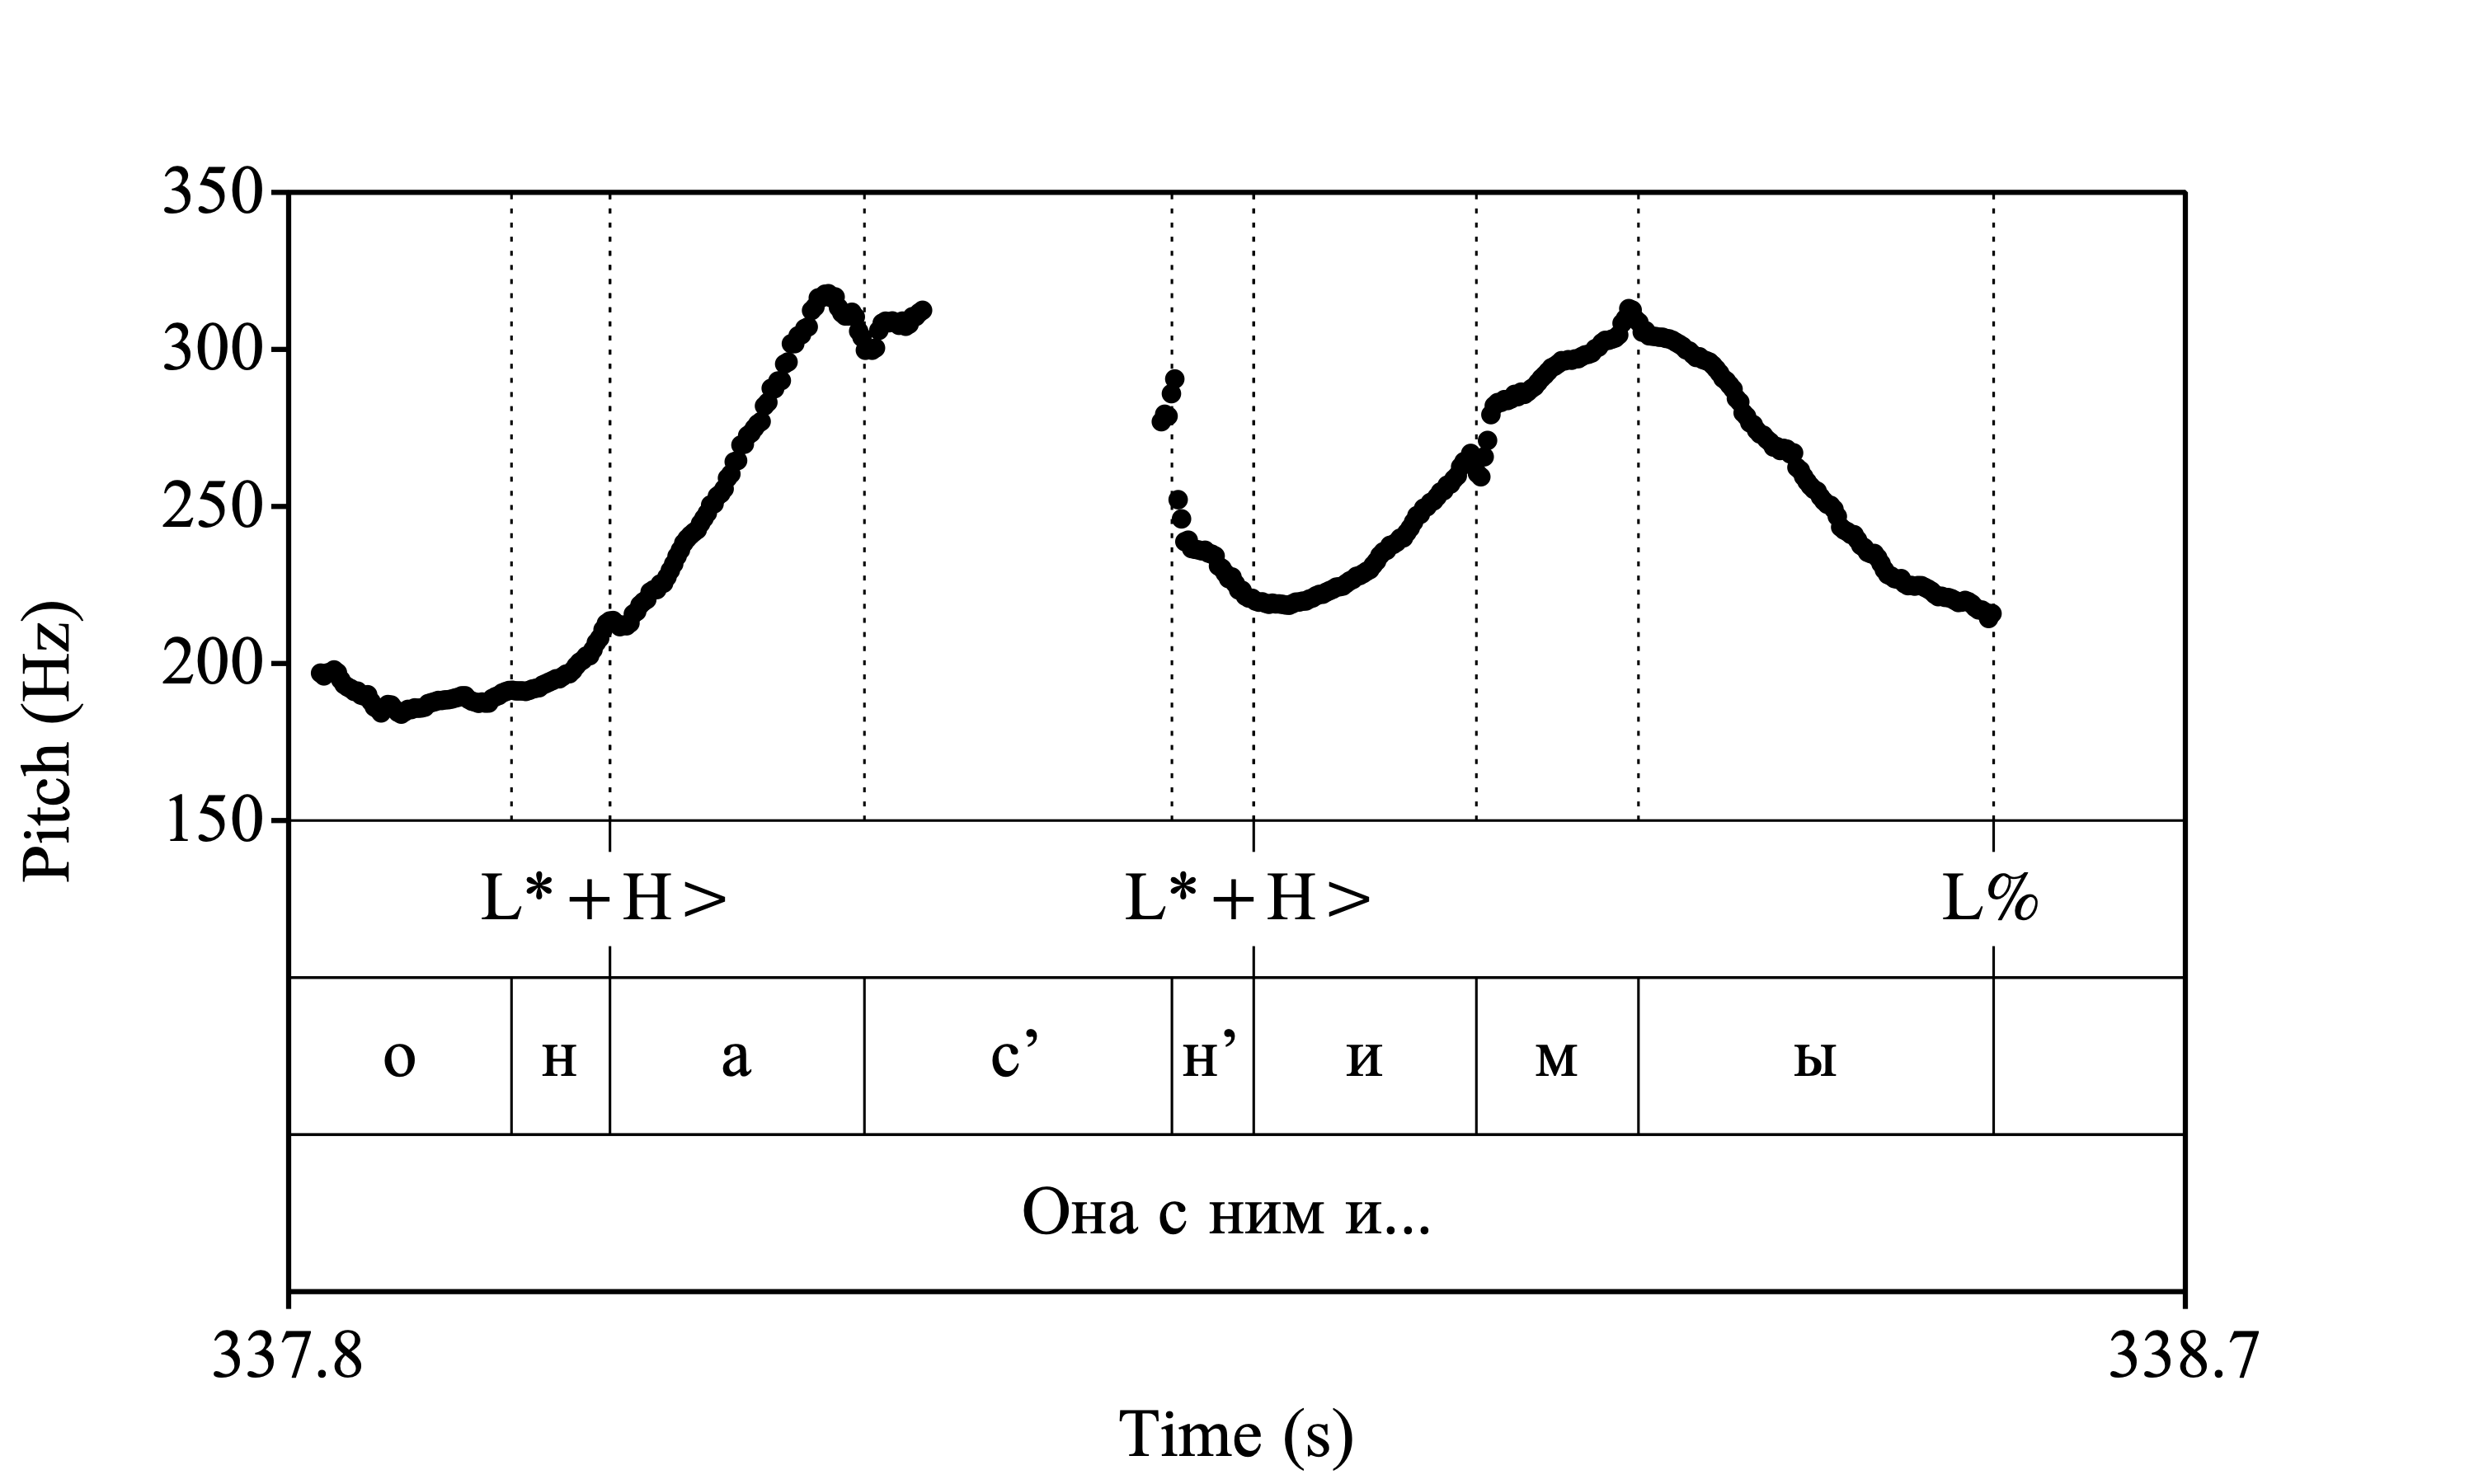 350
300
250
200
150
Pitch (Hz)
L*+H> L*+H> L%
о н а с’ н’ и м ы
Она с ним и...
337.8 338.7
Time (s)